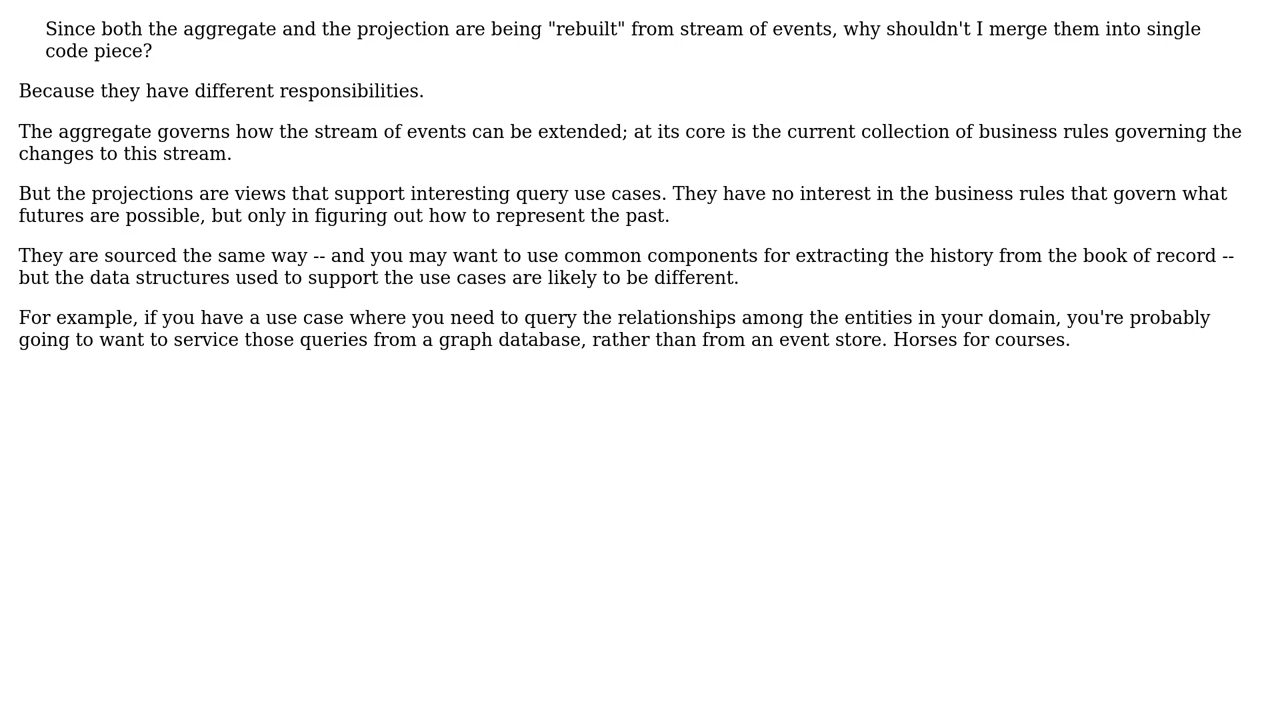 Since both the aggregate and the projection are being "rebuilt" from stream of events, why shouldn't I merge them into single
code piece?
Because they have different responsibilities.
The aggregate governs how the stream of events can be extended; at its core is the current collection of business rules governing the
changes to this stream.
But the projections are views that support interesting query use cases. They have no interest in the business rules that govern what
futures are possible, but only in figuring out how to represent the past.
They are sourced the same way -- and you may want to use common components for extracting the history from the book of record --
but the data structures used to support the use cases are likely to be different.
For example, if you have a use case where you need to query the relationships among the entities in your domain, you're probably
going to want to service those queries from a graph database, rather than from an event store. Horses for courses.